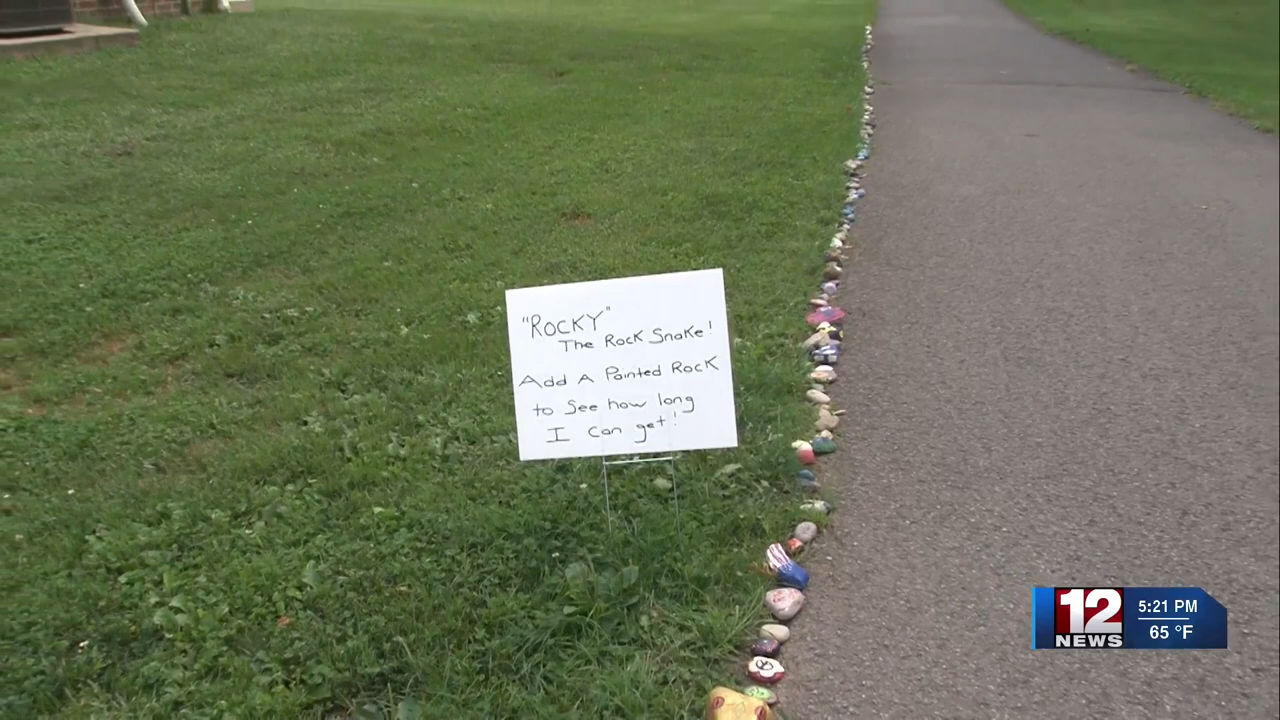 "ROCKY"
The Rock Snake!
Add A Painted Rock
to See how long
I Can get!
12
NEWS
5:21 PM
65 °F